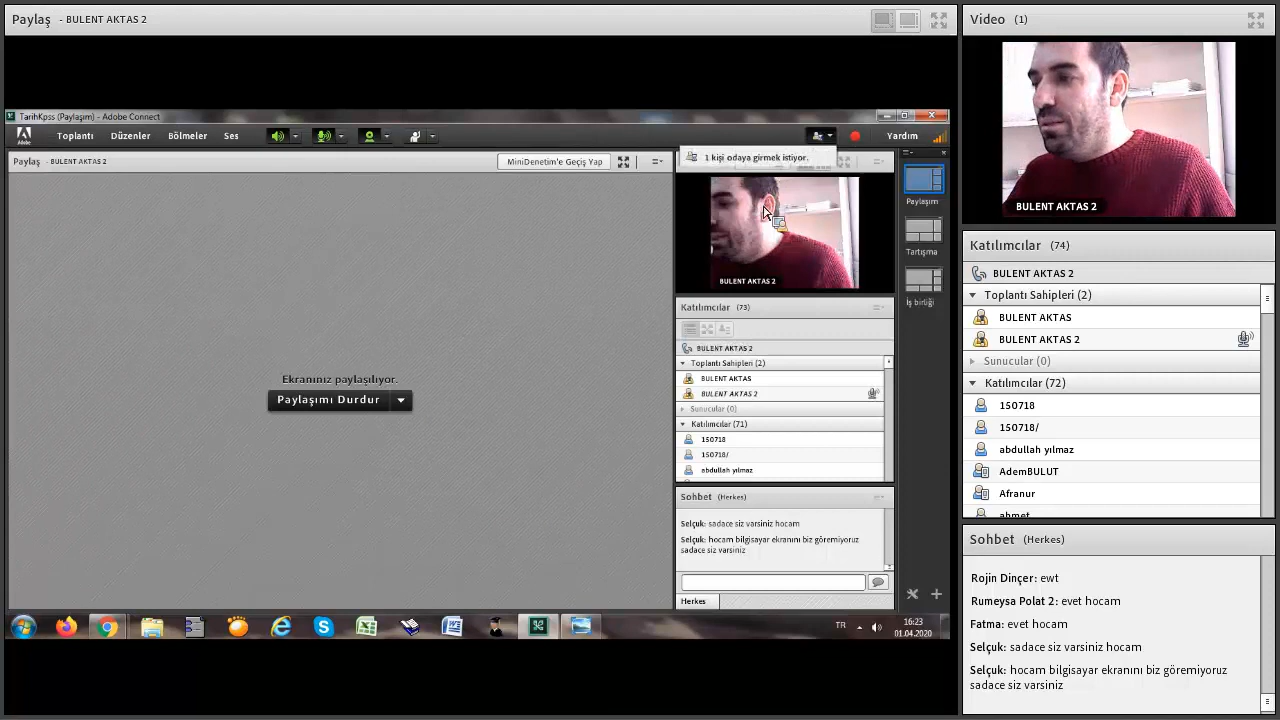 Paylaş - BULENT AKTAS 2
TarihKpss (Paylaşım) - Adobe Connect
Adobe
Toplantı Düzenler Bölmeler Ses Yardım
Paylaş - BULENT AKTAS 2
MiniDenetim'e Geçiş Yap
1 kişi odaya girmek istiyor.
BULENT AKTAS 2
Ekranınız paylaşılıyor.
Paylaşımı Durdur
Katılımcılar (73)
BULENT AKTAS 2
Toplantı Sahipleri (2)
BULENT AKTAS
BULENT AKTAS 2
Sunucular (0)
Katılımcılar (71)
150718
150718/
abdullah yılmaz
Sohbet (Herkes)
Selçuk: sadace siz varsiniz hocam
Selçuk: hocam bilgisayar ekranını biz göremiyoruz
sadace siz varsiniz
Herkes
Paylaşım
Tartışma
İş birliği
TR
16:23
01.04.2020
Video (1)
BULENT AKTAS 2
Katılımcılar (74)
BULENT AKTAS 2
Toplantı Sahipleri (2)
BULENT AKTAS
BULENT AKTAS 2
Sunucular (0)
Katılımcılar (72)
150718
150718/
abdullah yılmaz
AdemBULUT
Afranur
ahmet
Sohbet (Herkes)
Rojin Dinçer: ewt
Rumeysa Polat 2: evet hocam
Fatma: evet hocam
Selçuk: sadace siz varsiniz hocam
Selçuk: hocam bilgisayar ekranını biz göremiyoruz
sadace siz varsiniz